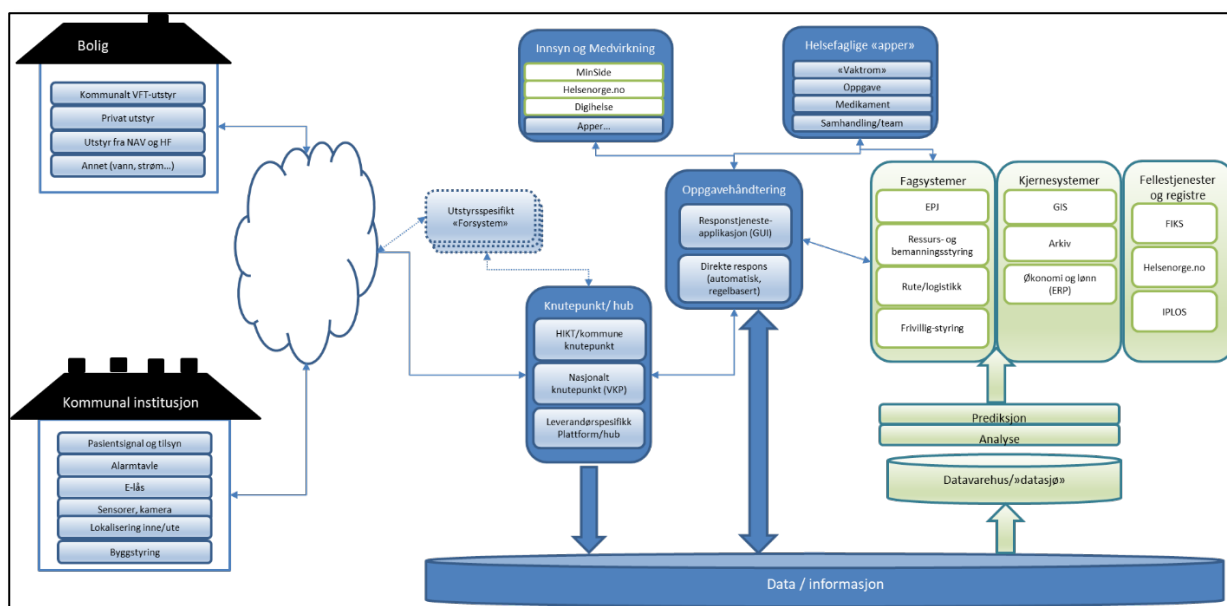 Bolig
Kommunalt VFT-utstyr
Privat utstyr
Utstyr fra NAV og HF
Annet (vann, strøm...)
Kommunal institusjon
Pasientsignal og tilsyn
Alarmtavle
E-lås
Sensorer, kamera
Lokalisering inne/ute
Byggstyring
Utstyrsspesifikt
«Forsystem»
Knutepunkt/ hub
HIKT/kommune
knutepunkt
Nasjonalt
knutepunkt (VKP)
Leverandørspesifikk
Plattform/hub
Innsyn og Medvirkning
MinSide
Helsenorge.no
Digihelse
Apper...
Helsefaglige «apper»
«Vaktrom»
Oppgave
Medikament
Samhandling/team
Oppgavehåndtering
Responstjeneste-
applikasjon (GUI)
Direkte respons
(automatisk,
regelbasert)
Fagsystemer
EPJ
Ressurs- og
bemanningsstyring
Rute/logistikk
Frivillig-styring
Kjernesystemer
GIS
Arkiv
Økonomi og lønn
(ERP)
Fellestjenester
og registre
FIKS
Helsenorge.no
IPLOS
Prediksjon
Analyse
Datavarehus/»datasjø»
Data / informasjon